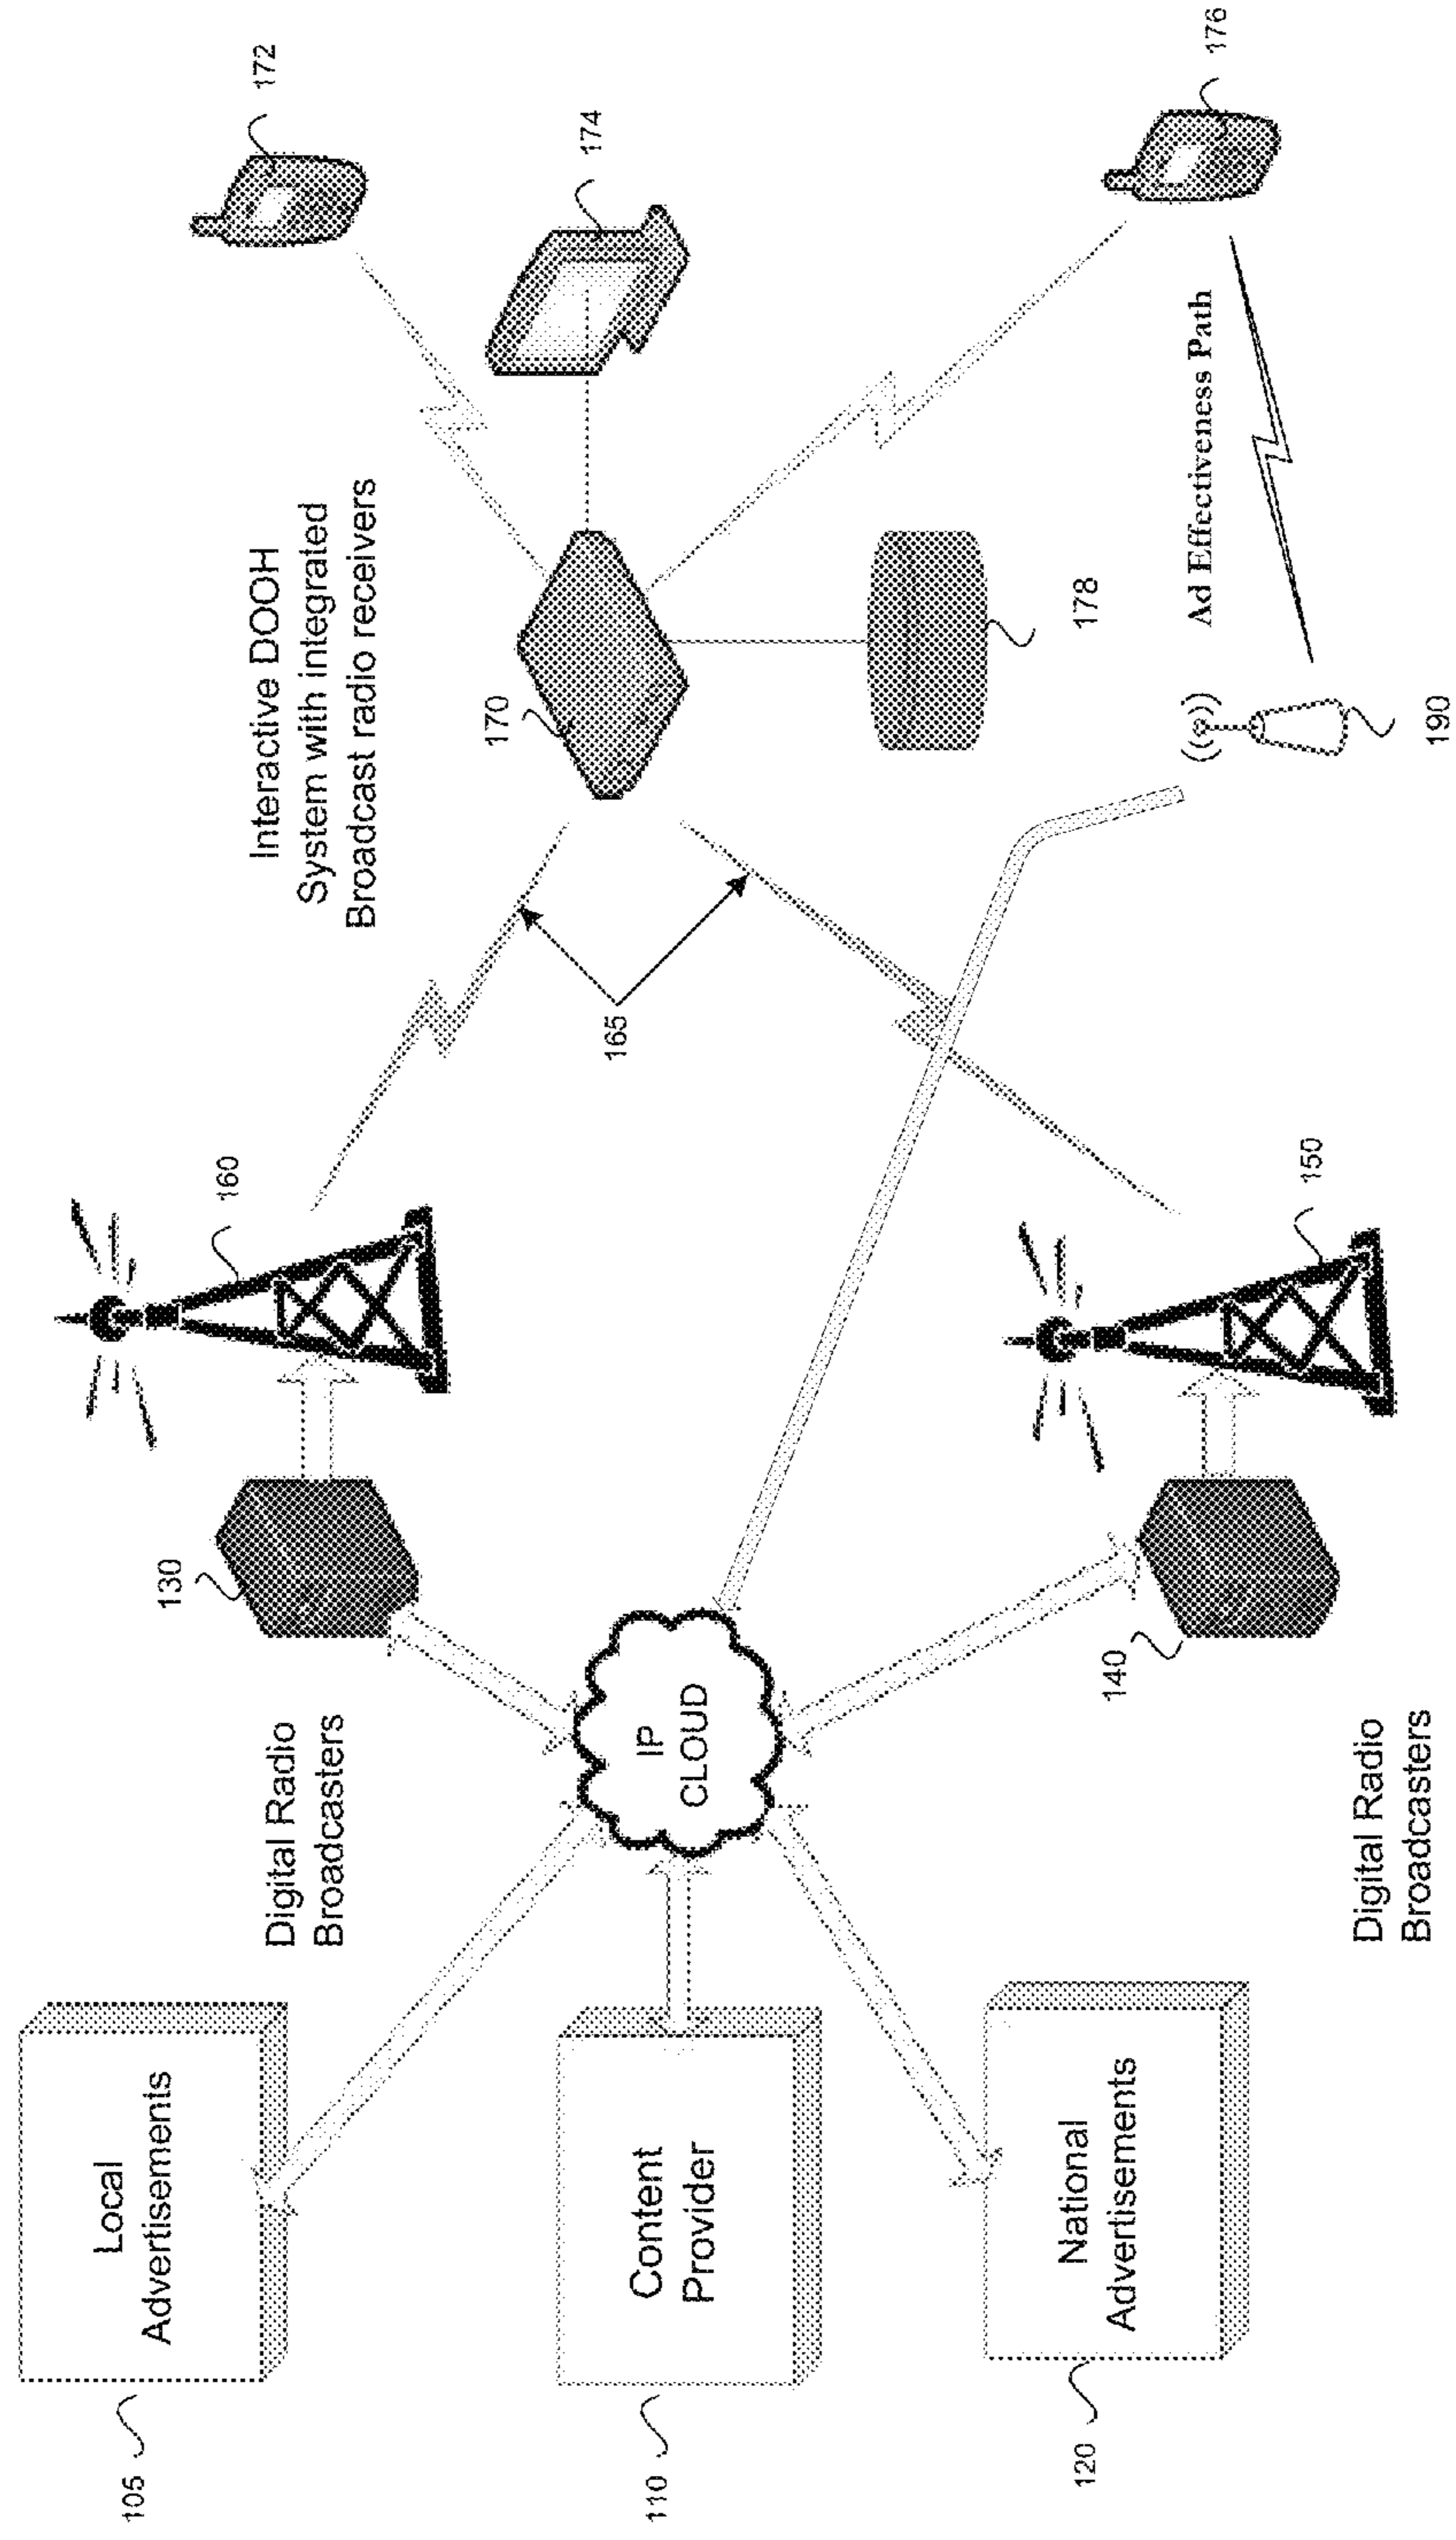 105
Local
Advertisements
110
Content
Provider
120
National
Advertisements
Digital Radio
Broadcasters
130
160
IP
CLOUD
140
150
Digital Radio
Broadcasters
165
Interactive DOOH
System with integrated
Broadcast radio receivers
170
172
174
178
176
Ad Effectiveness Path
190